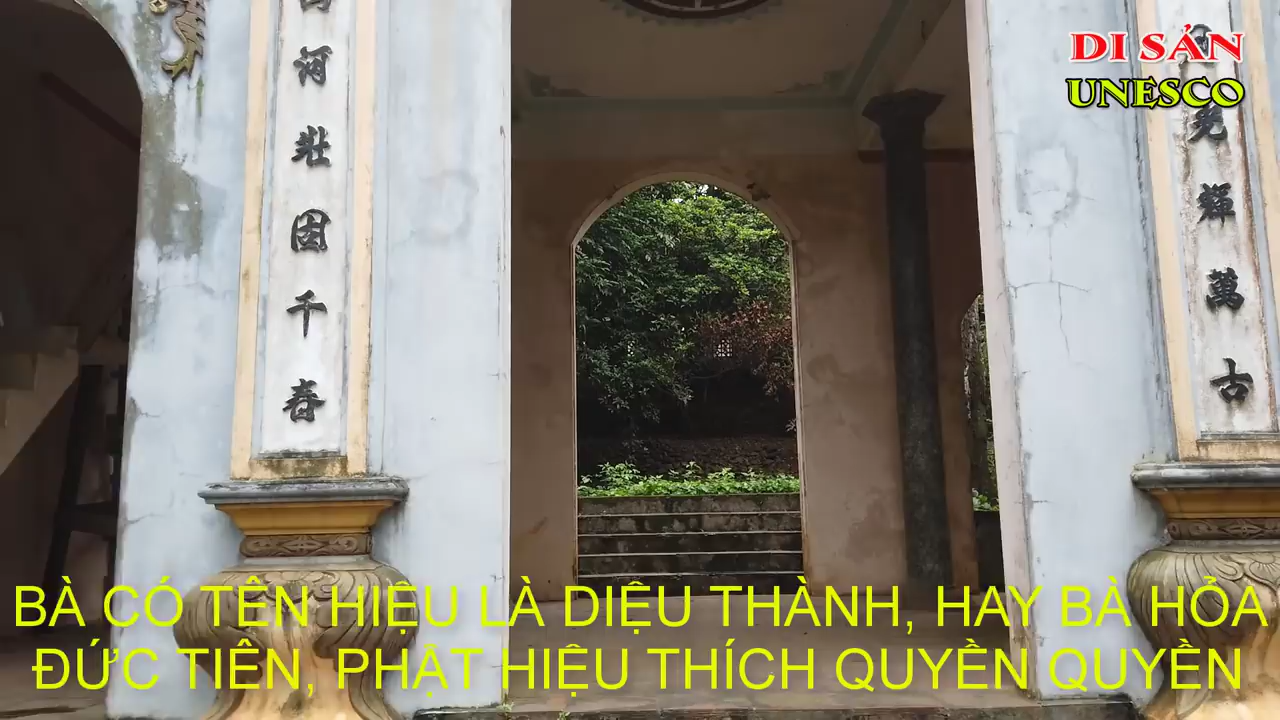 河
壯
固
千
春
DI SẢN
UNESCO
堯
輝
萬
古
BÀ CÓ TÊN HIỆU LÀ DIỆU THÀNH, HAY BÀ HỎA
ĐỨC TIÊN, PHẬT HIỆU THÍCH QUYỀN QUYỀN